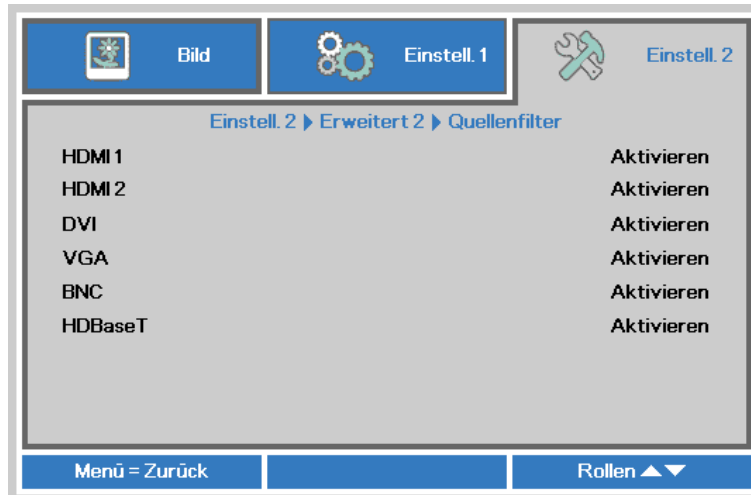 Bild Einstell. 1 Einstell. 2
Einstell. 2 ▶ Erweitert 2 ▶ Quellenfilter
HDMI 1 Aktivieren
HDMI 2 Aktivieren
DVI Aktivieren
VGA Aktivieren
BNC Aktivieren
HDBaseT Aktivieren
Menü = Zurück Rollen ▲▼